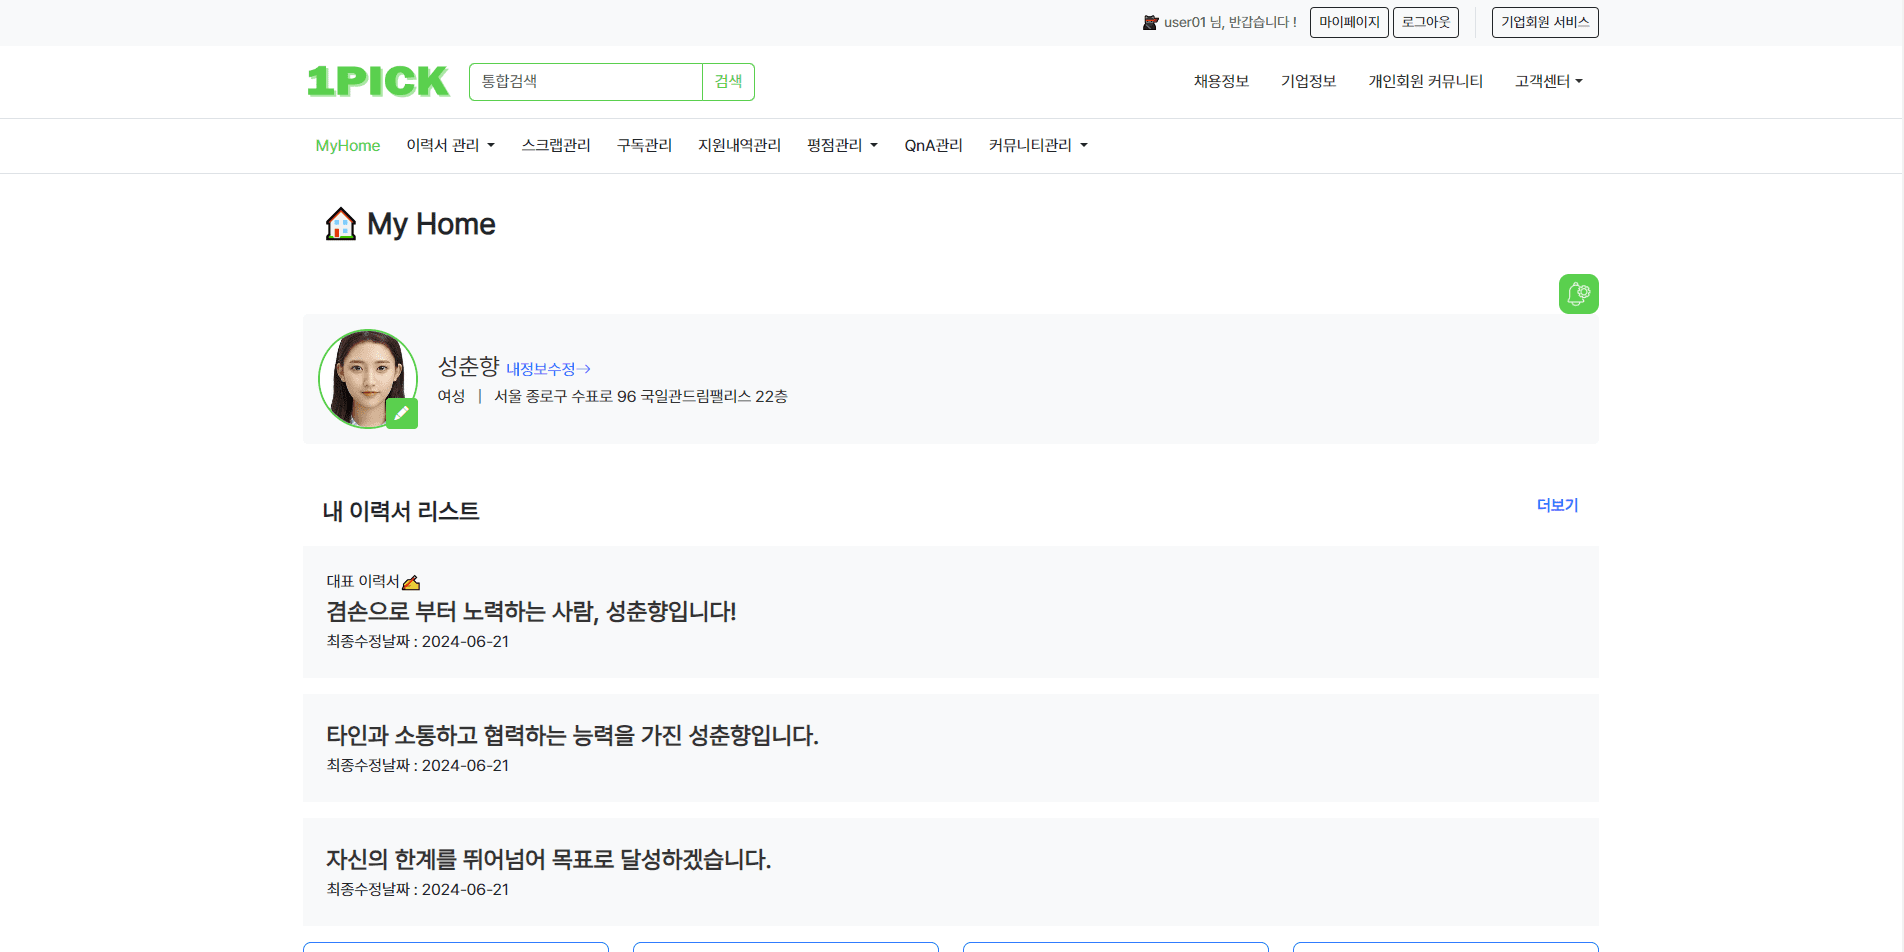 user01 님, 반갑습니다 ! 마이페이지 로그아웃 기업회원 서비스
1PICK 통합검색 검색 채용정보 기업정보 개인회원 커뮤니티 고객센터
MyHome 이력서 관리 스크랩관리 구독관리 지원내역관리 평점관리 QnA관리 커뮤니티관리
My Home
성춘향 내정보수정→
여성 | 서울 종로구 수표로 96 국일관드림팰리스 22층
내 이력서 리스트 더보기
대표 이력서✍
겸손으로 부터 노력하는 사람, 성춘향입니다!
최종수정날짜 : 2024-06-21
타인과 소통하고 협력하는 능력을 가진 성춘향입니다.
최종수정날짜 : 2024-06-21
자신의 한계를 뛰어넘어 목표로 달성하겠습니다.
최종수정날짜 : 2024-06-21